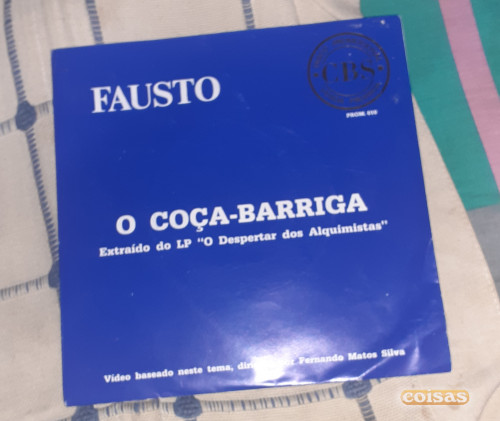 FAUSTO
CBS
PROM 019
O COÇA-BARRIGA
Extraído do LP "O Despertar dos Alquimistas"
Vídeo baseado neste tema, Fernando Matos Silva
coisas